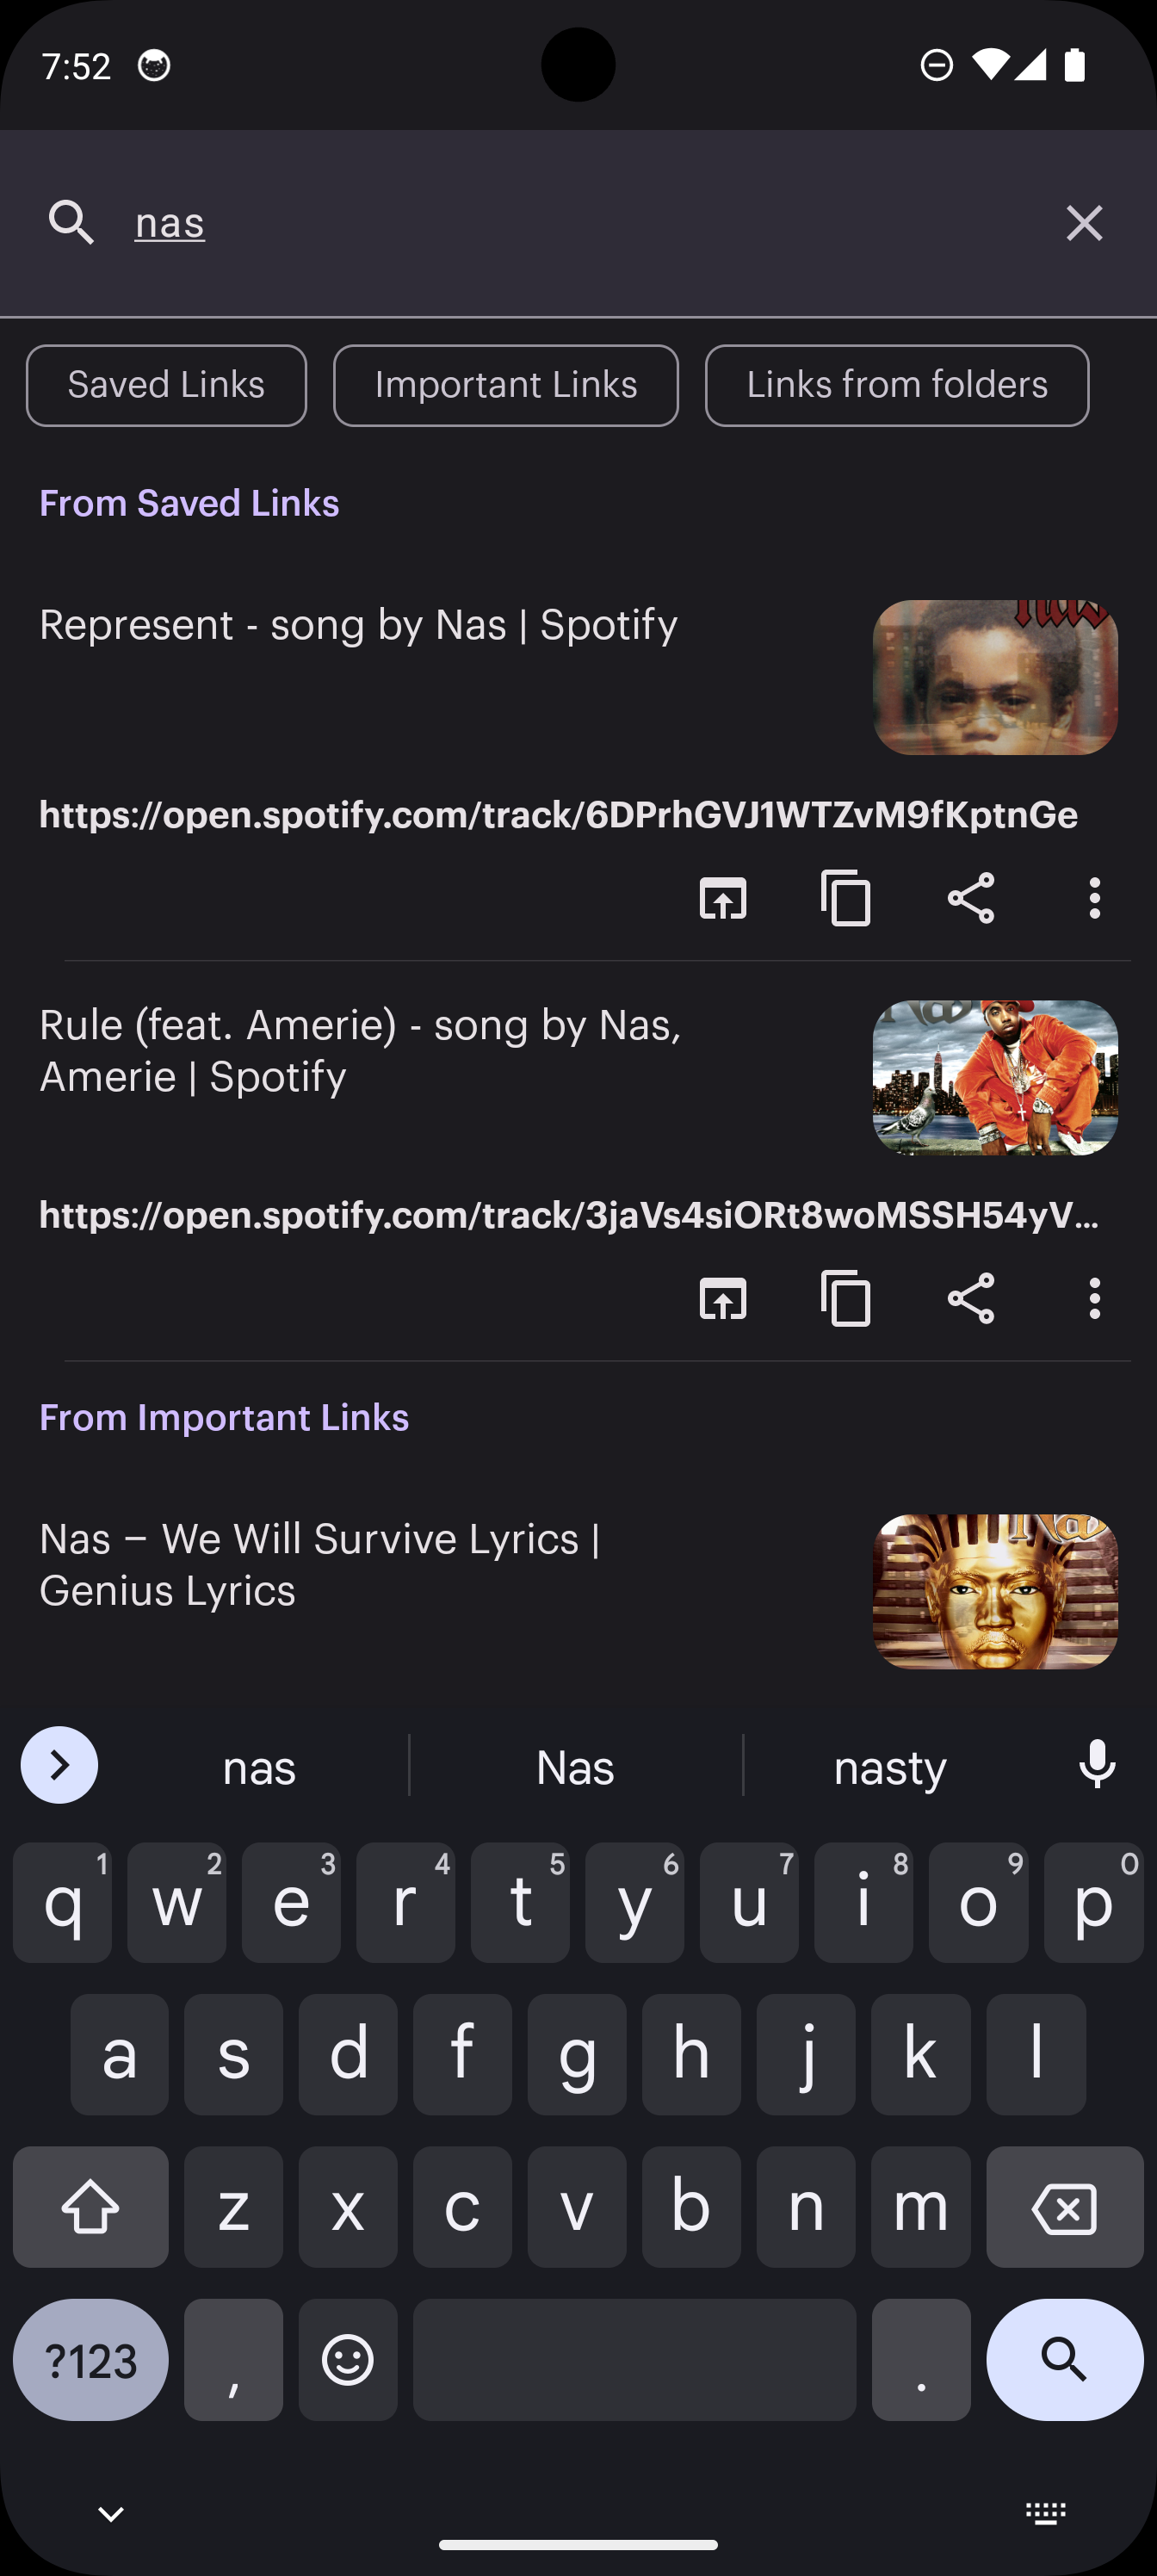 7:52
nas
Saved Links
Important Links
Links from folders
From Saved Links
Represent - song by Nas | Spotify
Nas
https://open.spotify.com/track/6DPrhGVJ1WTZvM9fKptnGe
Rule (feat. Amerie) - song by Nas,
Amerie | Spotify
Nas
https://open.spotify.com/track/3jaVs4siORt8woMSSH54yV...
From Important Links
Nas – We Will Survive Lyrics |
Genius Lyrics
Nas
nas Nas nasty
1 2 3 4 5 6 7 8 9 0
q w e r t y u i o p
a s d f g h j k l
z x c v b n m
?123 , .